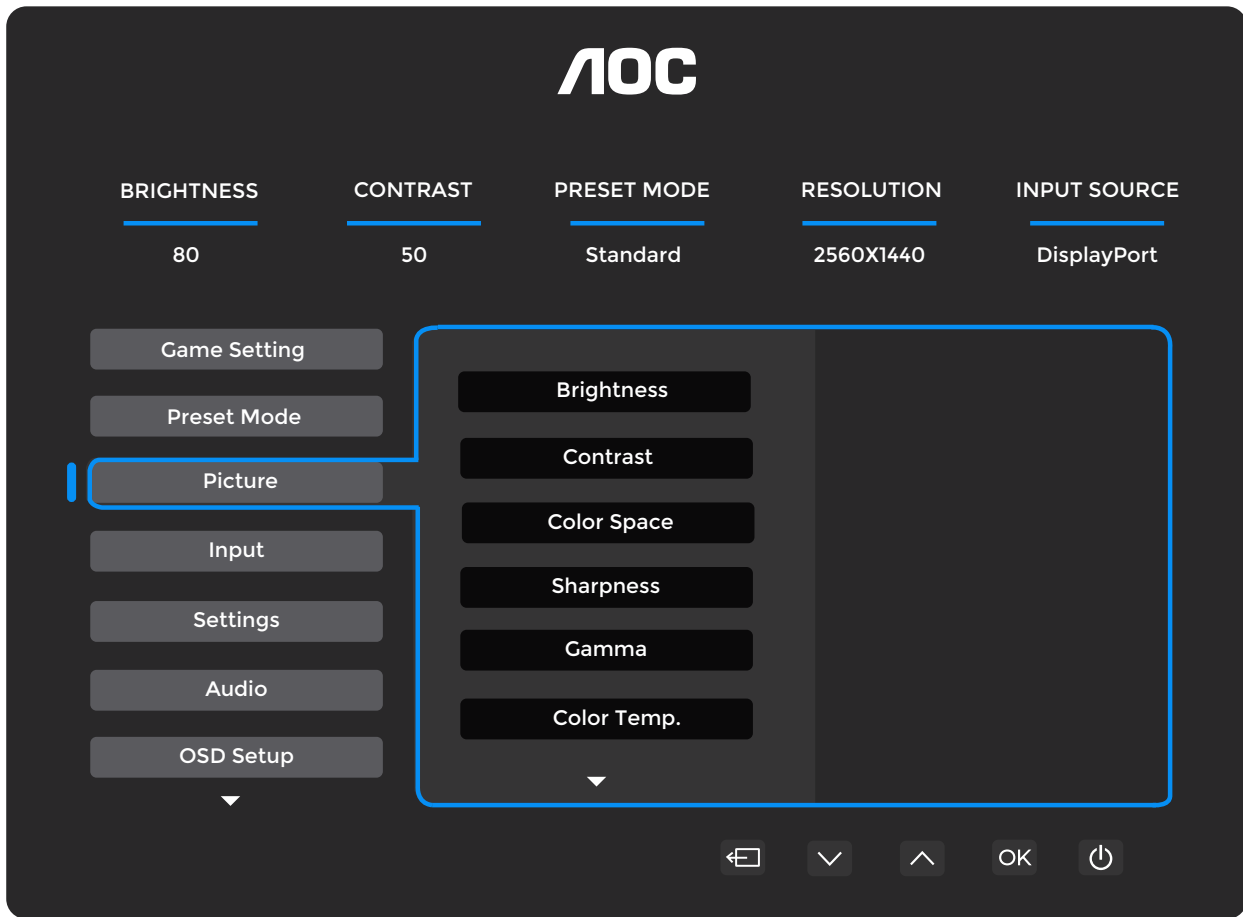 AOC
BRIGHTNESS CONTRAST PRESET MODE RESOLUTION INPUT SOURCE
80 50 Standard 2560X1440 DisplayPort
Game Setting
Preset Mode
Picture
Input
Settings
Audio
OSD Setup
Brightness
Contrast
Color Space
Sharpness
Gamma
Color Temp.
OK